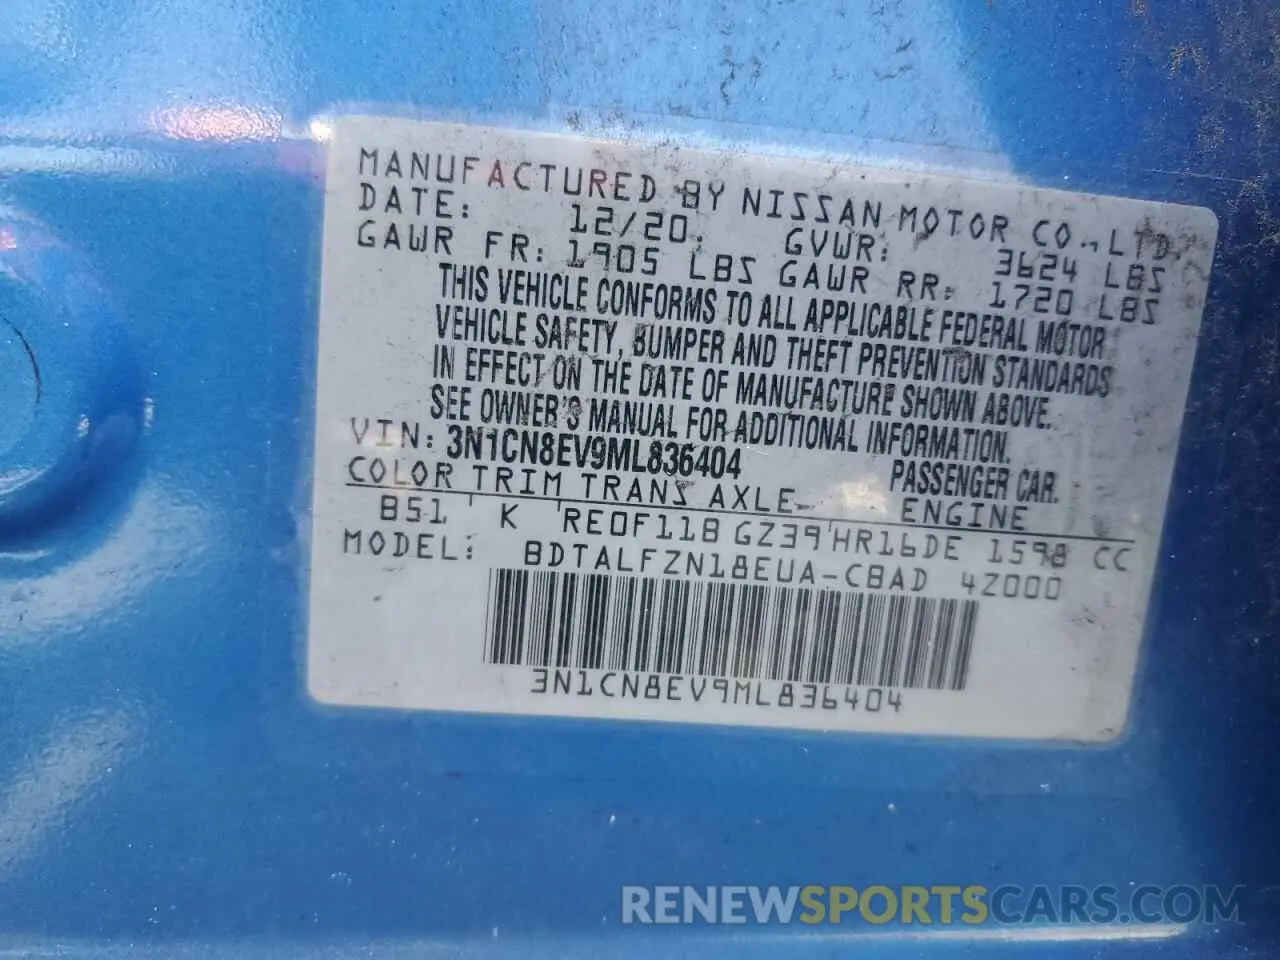 MANUFACTURED BY NISSAN MOTOR CO., LTD.
DATE: 12/20. GVWR: 3624 LBS
GAWR FR: 1905 LBS GAWR RR: 1720 LBS
THIS VEHICLE CONFORMS TO ALL APPLICABLE FEDERAL MOTOR
VEHICLE SAFETY, BUMPER AND THEFT PREVENTION STANDARDS
IN EFFECT ON THE DATE OF MANUFACTURE SHOWN ABOVE.
SEE OWNER'S MANUAL FOR ADDITIONAL INFORMATION.
VIN: 3N1CN8EV9ML836404 PASSENGER CAR.
COLOR TRIM TRANS AXLE ENGINE
B51 K RE0F11B GZ39 HR16DE 1598 CC
MODEL: BDTALFZN18EUA-CBAD 4Z000
3N1CN8EV9ML836404
RENEWSPORTSCARS.COM